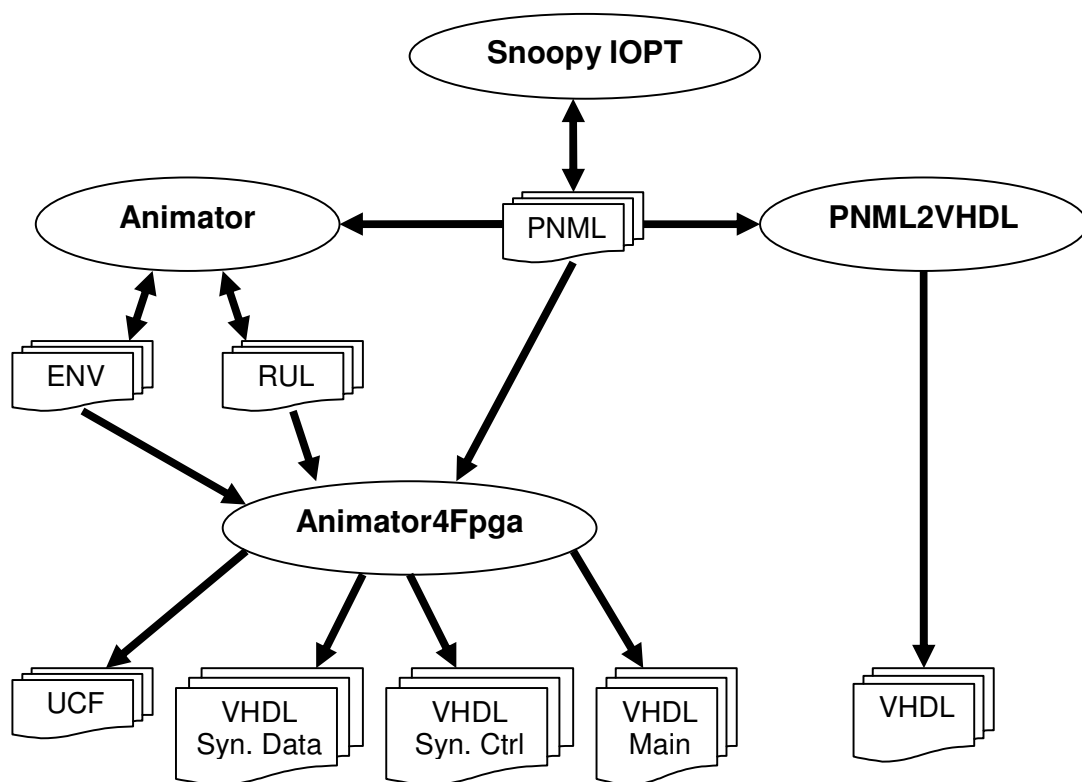 Snoopy IOPT
Animator
PNML
PNML2VHDL
ENV
RUL
Animator4Fpga
UCF
VHDL
Syn. Data
VHDL
Syn. Ctrl
VHDL
Main
VHDL